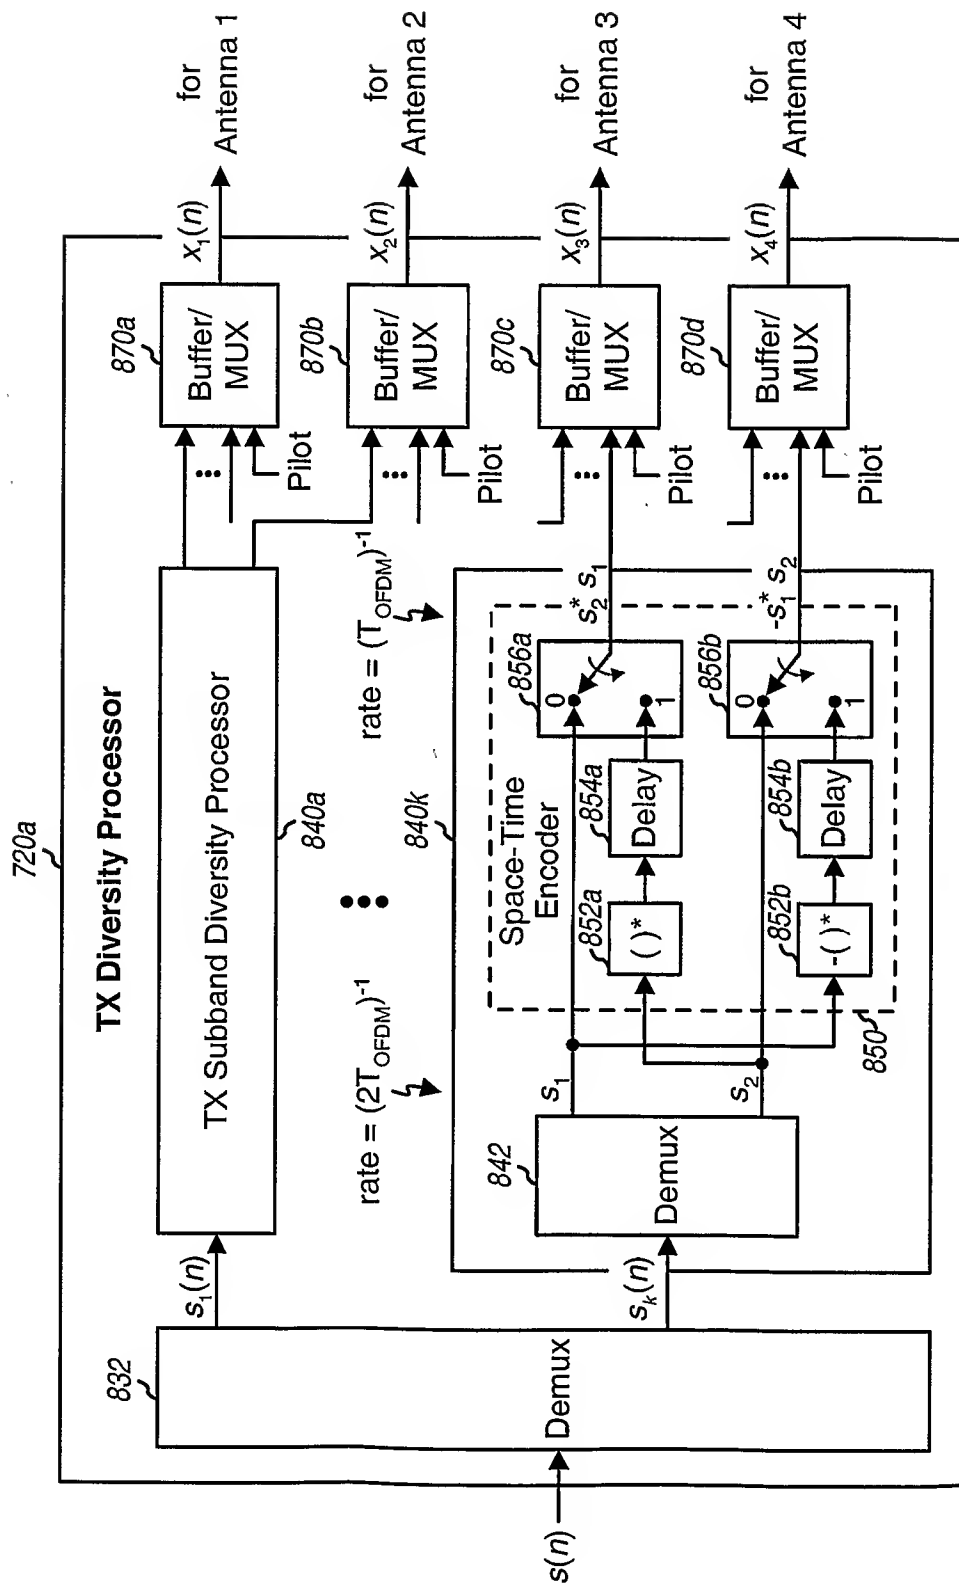 720a
TX Diversity Processor
832
Demux
s(n)
s₁(n)
TX Subband Diversity Processor
840a
rate = (2T_OFDM)⁻¹
rate = (T_OFDM)⁻¹
840k
sₖ(n)
842
Demux
s₁
s₂
Space-Time
Encoder
850
852a
( )*
854a
Delay
856a
0
1
s₂* s₁
852b
-( )*
854b
Delay
856b
0
1
-s₁* s₂
870a
Buffer/
MUX
Pilot
x₁(n)
for
Antenna 1
870b
Buffer/
MUX
Pilot
x₂(n)
for
Antenna 2
870c
Buffer/
MUX
Pilot
x₃(n)
for
Antenna 3
870d
Buffer/
MUX
Pilot
x₄(n)
for
Antenna 4